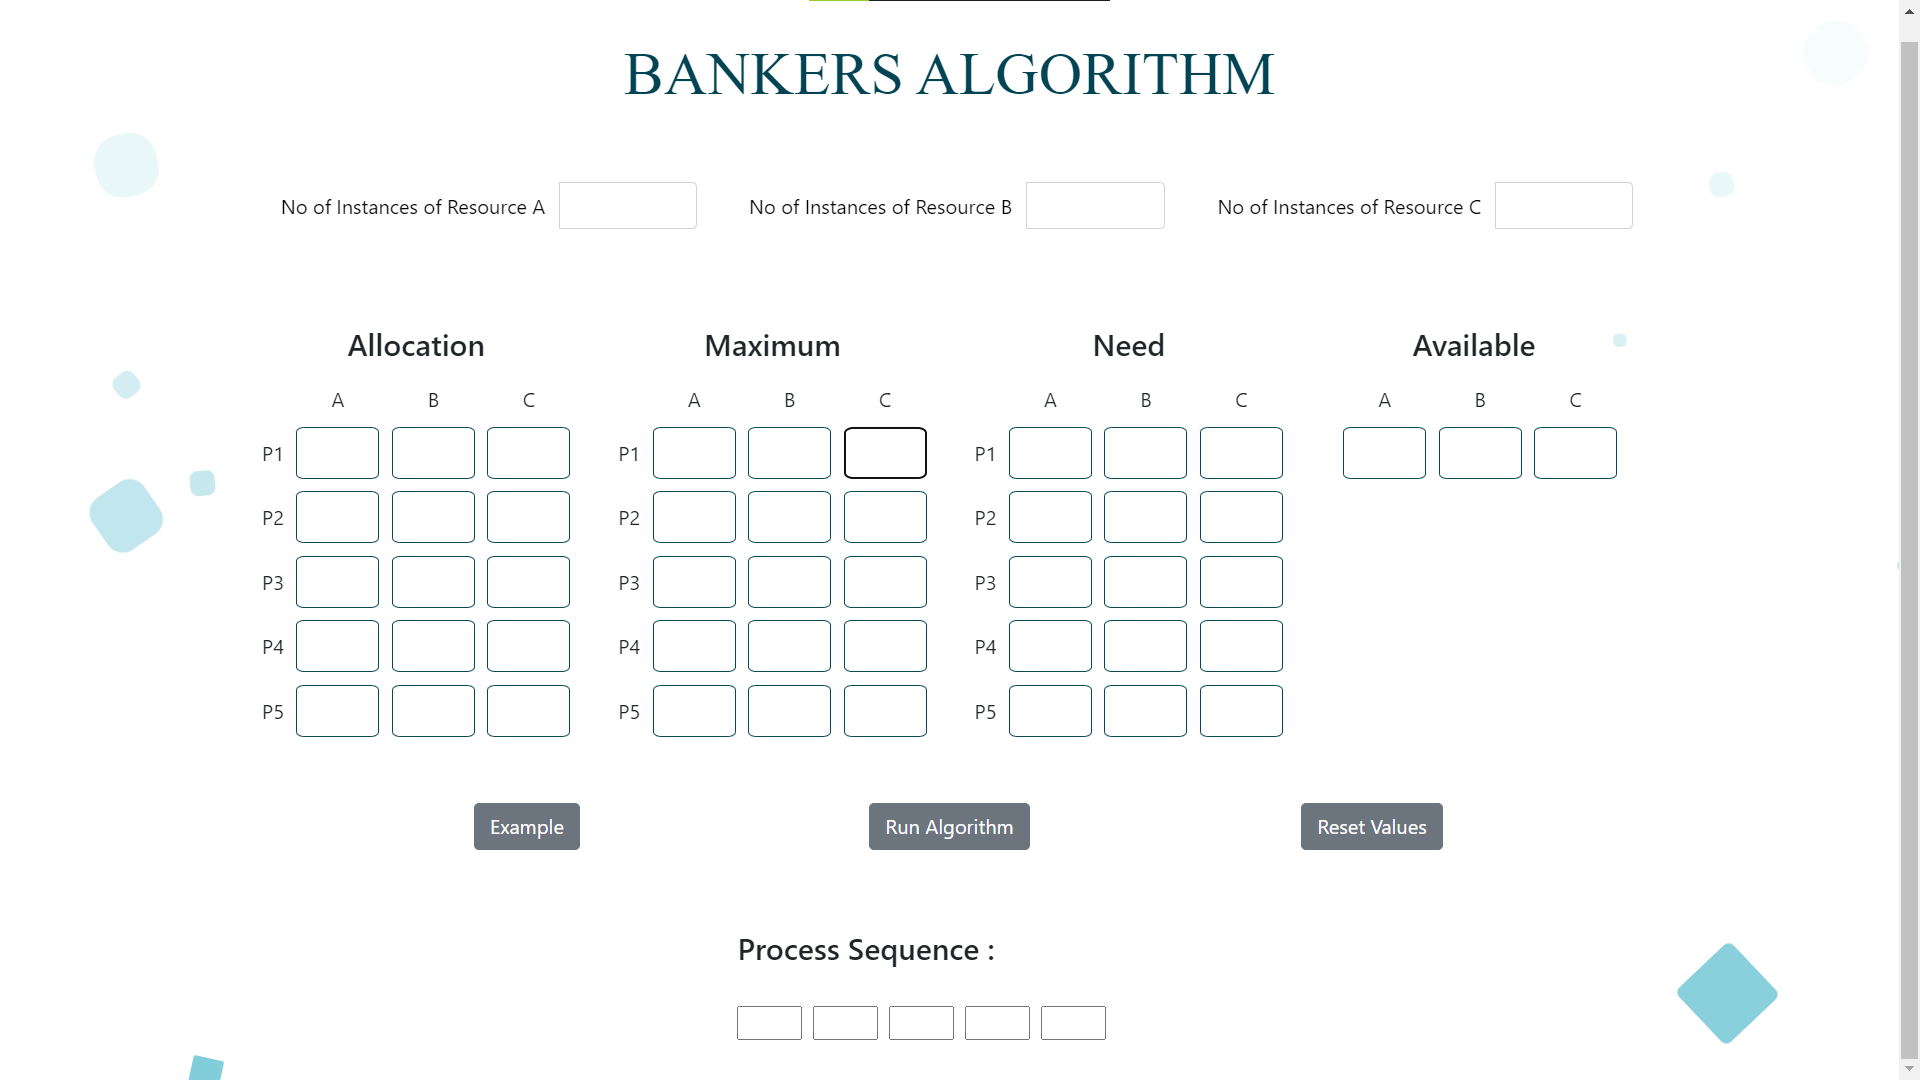 BANKERS ALGORITHM
No of Instances of Resource A No of Instances of Resource B No of Instances of Resource C
Allocation Maximum Need Available
A B C A B C A B C A B C
P1 P1 P1
P2 P2 P2
P3 P3 P3
P4 P4 P4
P5 P5 P5
Example Run Algorithm Reset Values
Process Sequence :